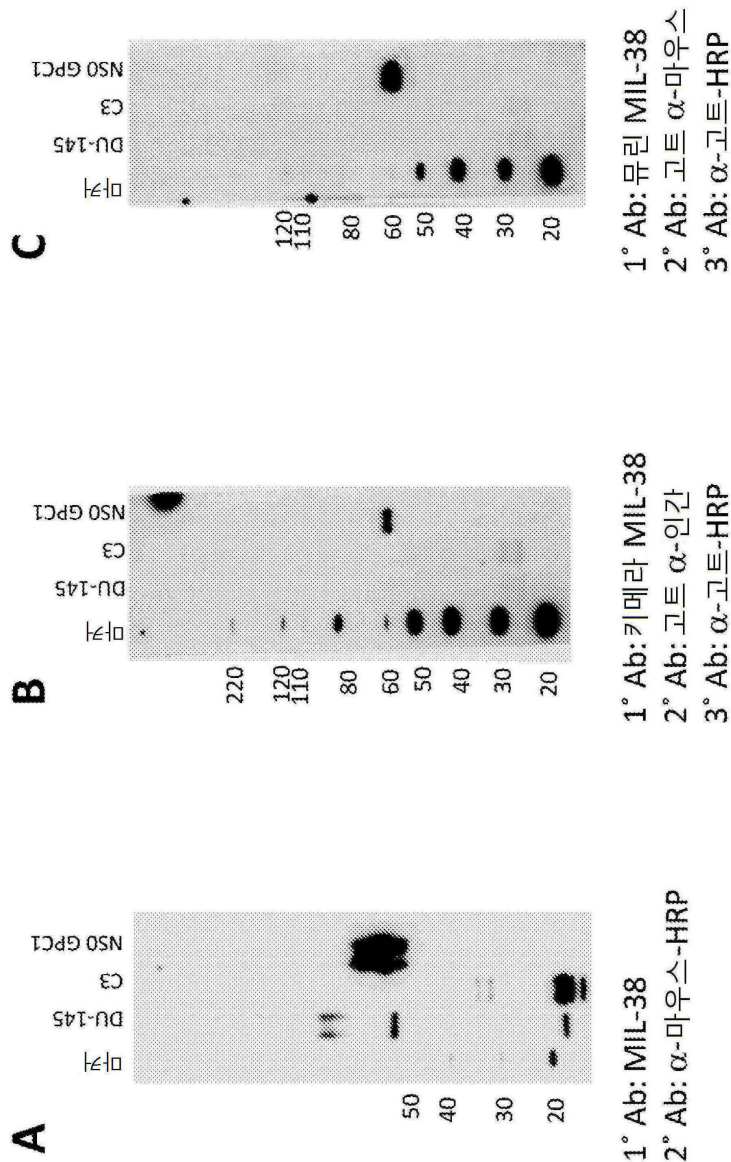 A
마커
DU-145
C3
NS0 GPC1
50
40
30
20
1° Ab: MIL-38
2° Ab: α-마우스-HRP
B
마커
DU-145
C3
NS0 GPC1
220
120
110
80
60
50
40
30
20
1° Ab: 키메라 MIL-38
2° Ab: 고트 α-인간
3° Ab: α-고트-HRP
C
마커
DU-145
C3
NS0 GPC1
120
110
80
60
50
40
30
20
1° Ab: 뮤린 MIL-38
2° Ab: 고트 α-마우스
3° Ab: α-고트-HRP